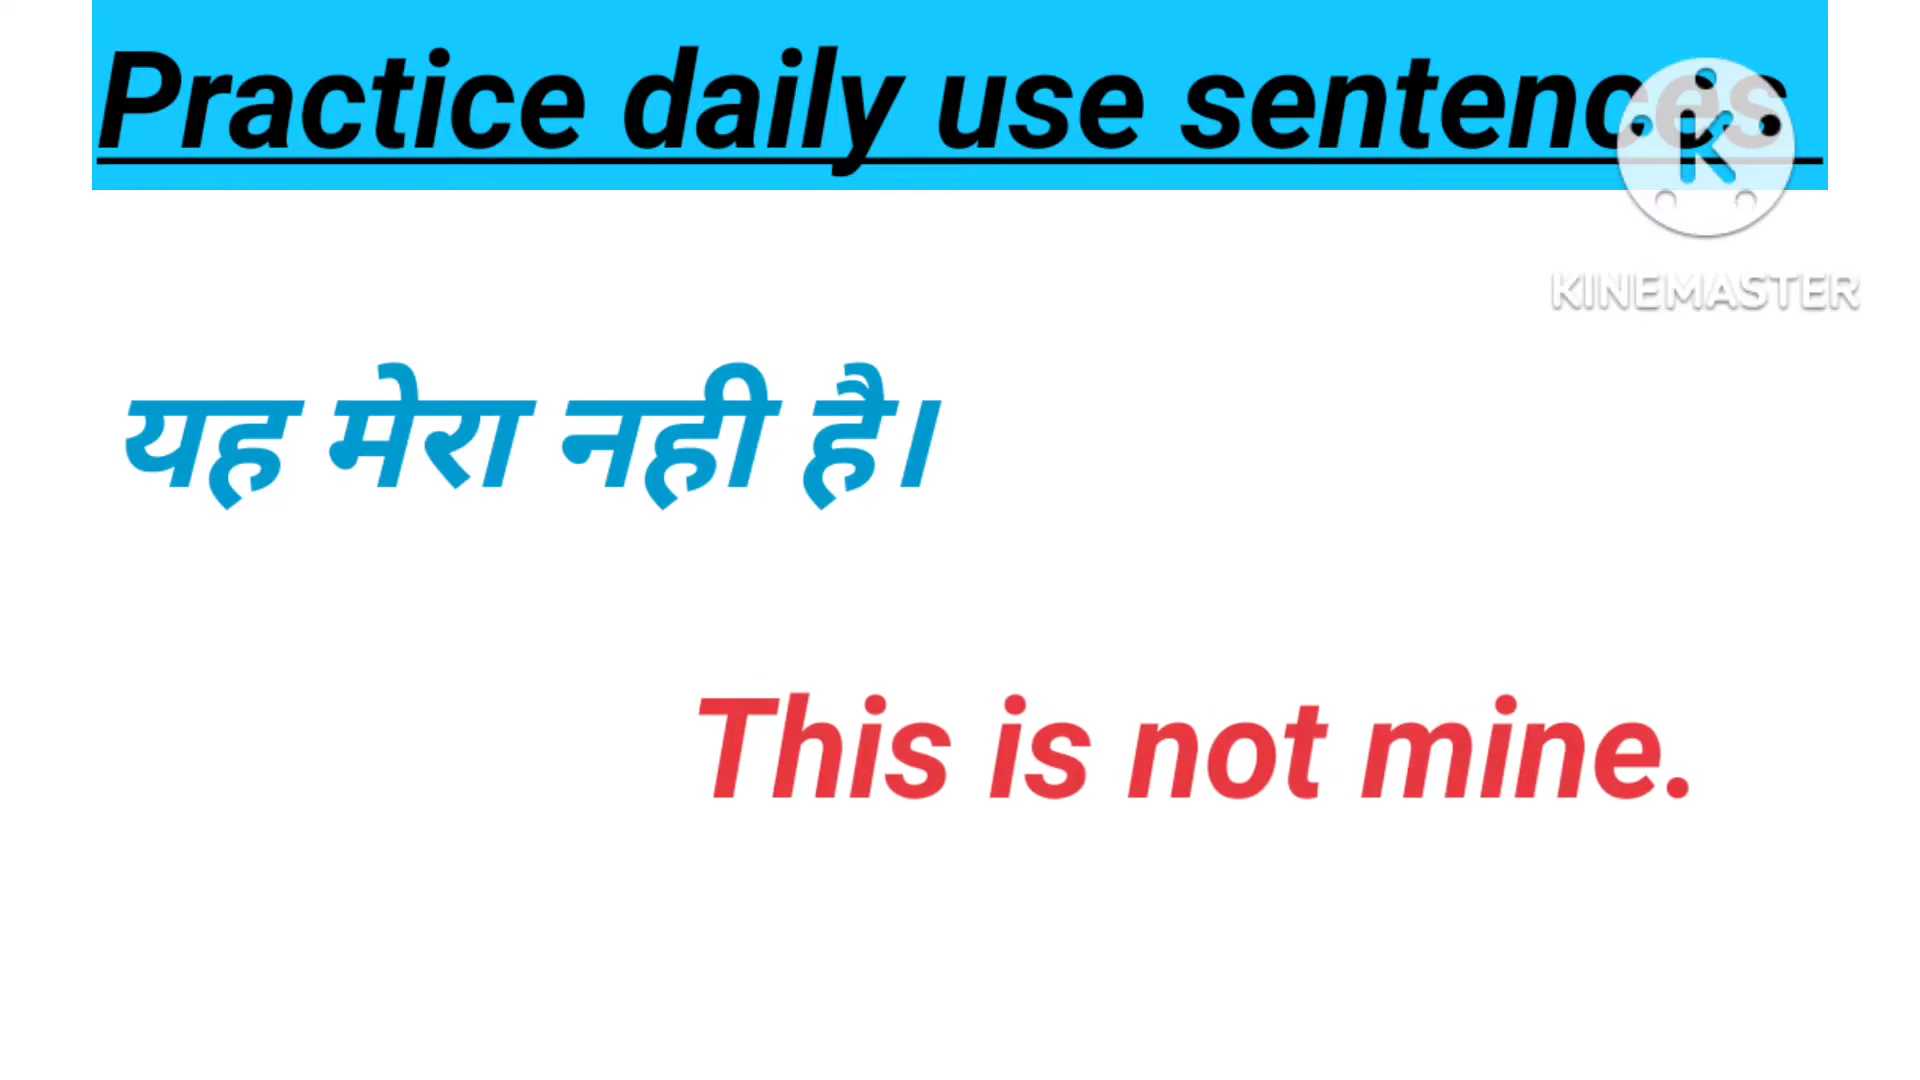 Practice daily use sentences
KINEMASTER
यह मेरा नही है।
This is not mine.